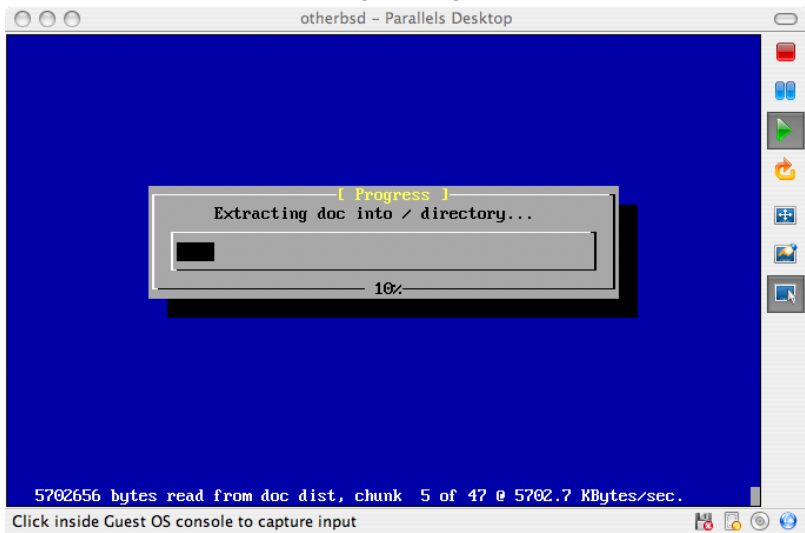 otherbsd – Parallels Desktop
[ Progress ]
Extracting doc into / directory...
10%
5702656 bytes read from doc dist, chunk  5 of 47 @ 5702.7 KBytes/sec.
Click inside Guest OS console to capture input